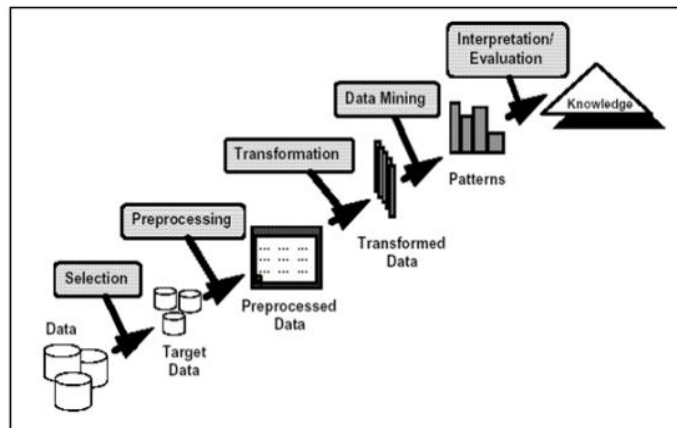 Interpretation/
Evaluation
Data Mining
Knowledge
Transformation
Patterns
Preprocessing
Transformed
Data
Selection
Preprocessed
Data
Data
Target
Data